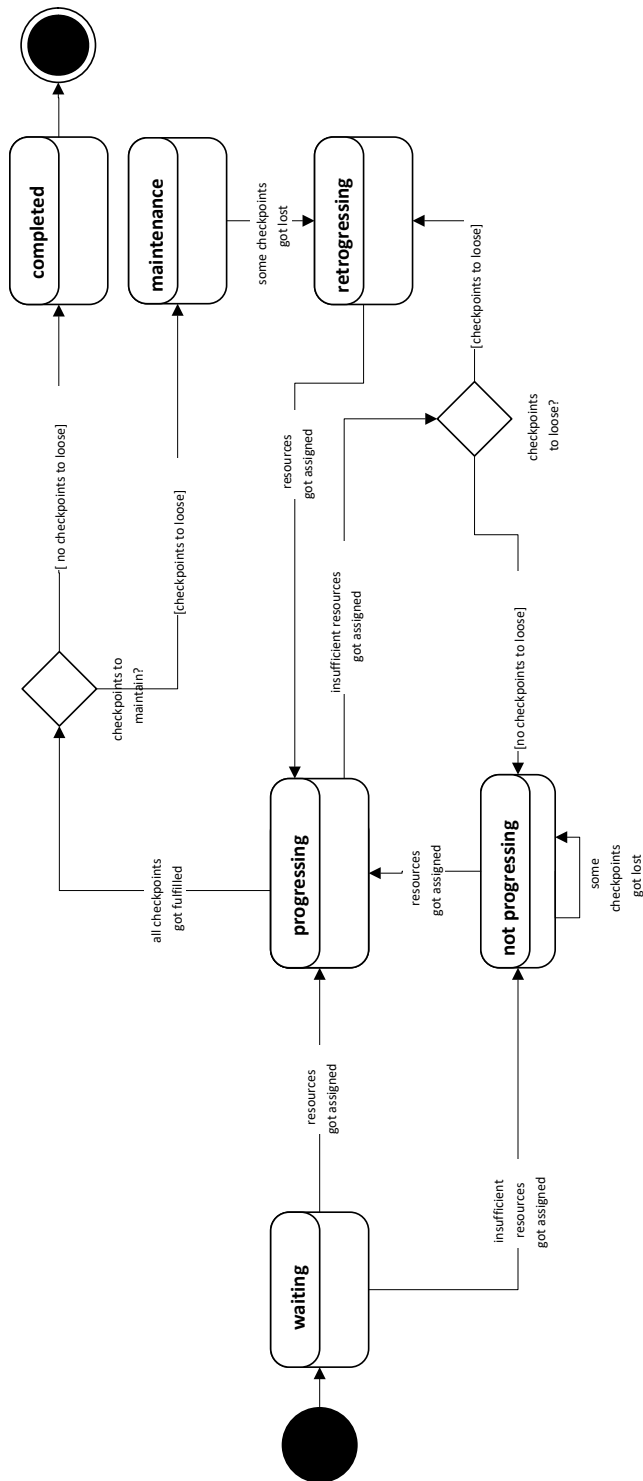 completed
maintenance
some checkpoints
got lost
retrogressing
[ no checkpoints to loose]
[checkpoints to loose]
checkpoints to
maintain?
resources
got assigned
insufficient resources
got assigned
[checkpoints to loose]
checkpoints
to loose?
[no checkpoints to loose]
all checkpoints
got fulfilled
progressing
resources
got assigned
not progressing
some
checkpoints
got lost
resources
got assigned
insufficient
resources
got assigned
waiting